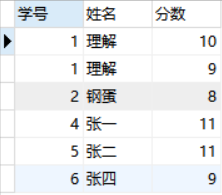 学号 姓名 分数
1 理解 10
1 理解 9
2 钢蛋 8
4 张一 11
5 张二 11
6 张四 9